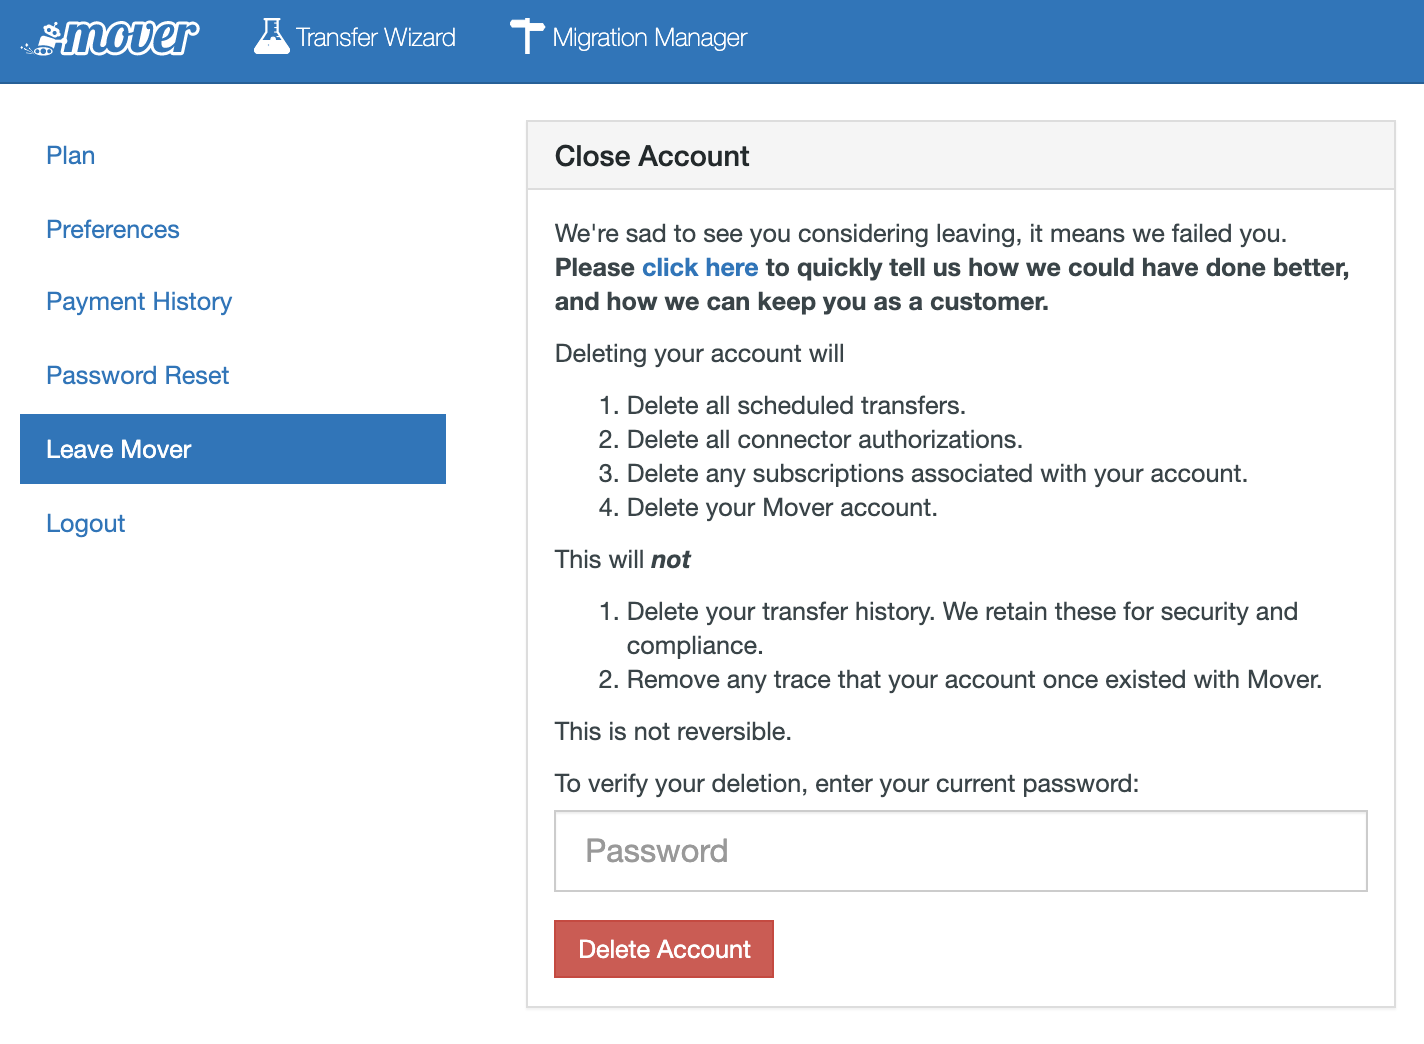 mover
Transfer Wizard
Migration Manager
Plan
Preferences
Payment History
Password Reset
Leave Mover
Logout
Close Account
We're sad to see you considering leaving, it means we failed you.
Please click here to quickly tell us how we could have done better,
and how we can keep you as a customer.
Deleting your account will
1. Delete all scheduled transfers.
2. Delete all connector authorizations.
3. Delete any subscriptions associated with your account.
4. Delete your Mover account.
This will not
1. Delete your transfer history. We retain these for security and
compliance.
2. Remove any trace that your account once existed with Mover.
This is not reversible.
To verify your deletion, enter your current password:
Password
Delete Account